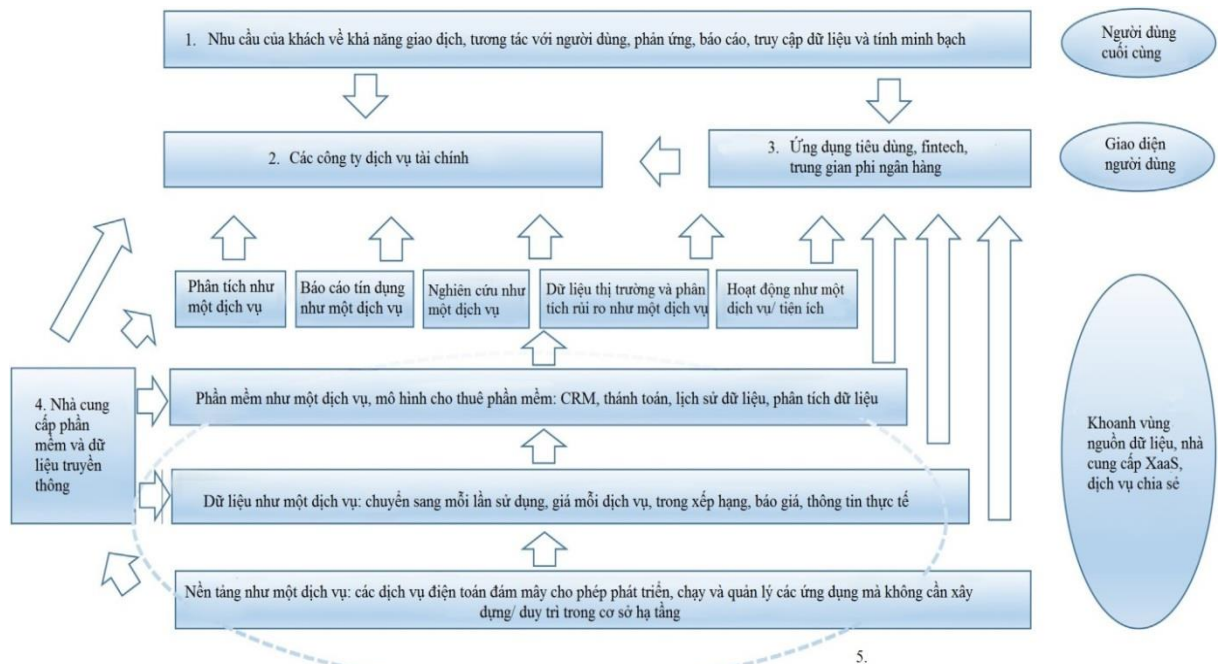 1. Nhu cầu của khách về khả năng giao dịch, tương tác với người dùng, phản ứng, báo cáo, truy cập dữ liệu và tính minh bạch
Người dùng
cuối cùng
2. Các công ty dịch vụ tài chính
3. Ứng dụng tiêu dùng, fintech,
trung gian phi ngân hàng
Giao diện
người dùng
Phân tích như
một dịch vụ
Báo cáo tín dụng
như một dịch vụ
Nghiên cứu như
một dịch vụ
Dữ liệu thị trường và phân
tích rủi ro như một dịch vụ
Hoạt động như một
dịch vụ/ tiện ích
4. Nhà cung
cấp phần
mềm và dữ
liệu truyền
thông
Phần mềm như một dịch vụ, mô hình cho thuê phần mềm: CRM, thánh toán, lịch sử dữ liệu, phân tích dữ liệu
Dữ liệu như một dịch vụ: chuyển sang mỗi lần sử dụng, giá mỗi dịch vụ, trong xếp hạng, báo giá, thông tin thực tế
Nền tảng như một dịch vụ: các dịch vụ điện toán đám mây cho phép phát triển, chạy và quản lý các ứng dụng mà không cần xây
dựng/ duy trì trong cơ sở hạ tầng
Khoanh vùng
nguồn dữ liệu, nhà
cung cấp XaaS,
dịch vụ chia sẻ
5.